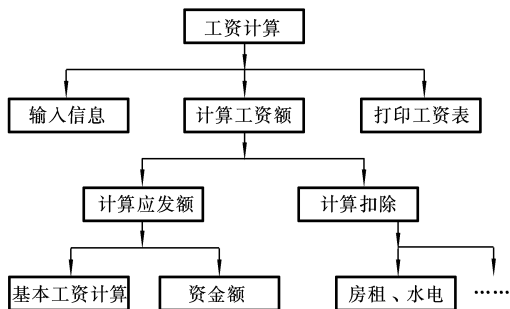 工资计算
输入信息
计算工资额
打印工资表
计算应发额
计算扣除
基本工资计算
资金额
房租、水电
……